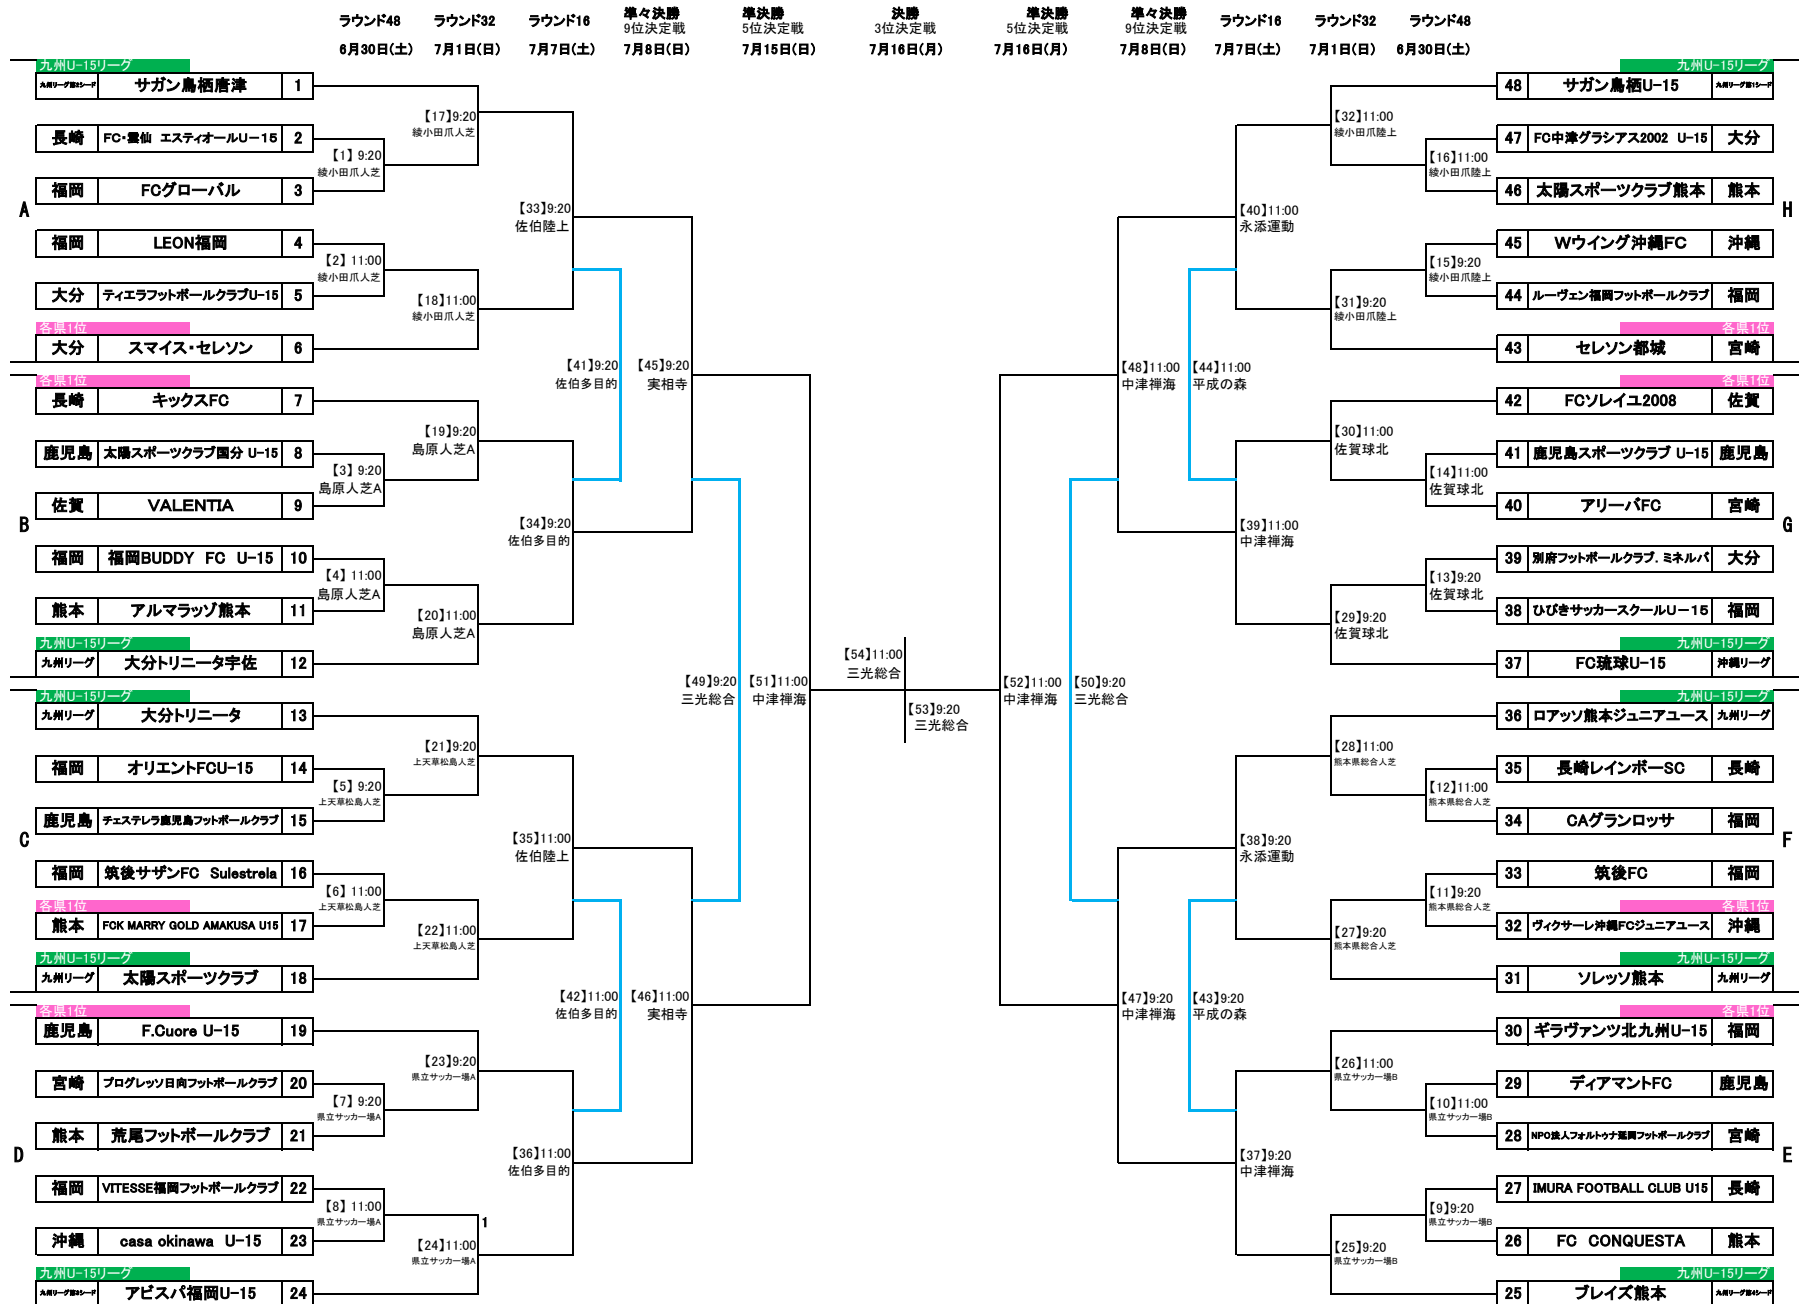 ラウンド48 ラウンド32 ラウンド16 準々決勝 準決勝 決勝 準決勝 準々決勝 ラウンド16 ラウンド32 ラウンド48
9位決定戦 5位決定戦 3位決定戦 5位決定戦 9位決定戦
6月30日(土) 7月1日(日) 7月7日(土) 7月8日(日) 7月15日(日) 7月16日(月) 7月16日(月) 7月8日(日) 7月7日(土) 7月1日(日) 6月30日(土)
A
九州U-15リーグ
九州リーグ第2シード サガン鳥栖唐津 1
長崎 FC・雲仙 エスティオールU-15 2
福岡 FCグローバル 3
福岡 LEON福岡 4
大分 ティエラフットボールクラブU-15 5
各県1位
大分 スマイス・セレソン 6
B
各県1位
長崎 キックスFC 7
鹿児島 太陽スポーツクラブ国分 U-15 8
佐賀 VALENTIA 9
福岡 福岡BUDDY FC U-15 10
熊本 アルマラッゾ熊本 11
九州U-15リーグ
九州リーグ 大分トリニータ宇佐 12
C
九州U-15リーグ
九州リーグ 大分トリニータ 13
福岡 オリエントFCU-15 14
鹿児島 チェステレラ鹿児島フットボールクラブ 15
福岡 筑後サザンFC Sulestrela 16
各県1位
熊本 FCK MARRY GOLD AMAKUSA U15 17
九州U-15リーグ
九州リーグ 太陽スポーツクラブ 18
D
各県1位
鹿児島 F.Cuore U-15 19
宮崎 プログレッソ日向フットボールクラブ 20
熊本 荒尾フットボールクラブ 21
福岡 VITESSE福岡フットボールクラブ 22
沖縄 casa okinawa U-15 23
九州U-15リーグ
九州リーグ第3シード アビスパ福岡U-15 24
【1】 9:20
綾小田爪人芝
【2】 11:00
綾小田爪人芝
【3】 9:20
島原人芝A
【4】 11:00
島原人芝A
【5】 9:20
上天草松島人芝
【6】 11:00
上天草松島人芝
【7】 9:20
県立サッカー場A
【8】 11:00
県立サッカー場A
【17】9:20
綾小田爪人芝
【18】11:00
綾小田爪人芝
【19】9:20
島原人芝A
【20】11:00
島原人芝A
【21】9:20
上天草松島人芝
【22】11:00
上天草松島人芝
【23】9:20
県立サッカー場A
1
【24】11:00
県立サッカー場A
【33】9:20
佐伯陸上
【34】9:20
佐伯多目的
【35】11:00
佐伯陸上
【36】11:00
佐伯多目的
【41】9:20
佐伯多目的
【42】11:00
佐伯多目的
【45】9:20
実相寺
【46】11:00
実相寺
【49】9:20
三光総合
【51】11:00
中津禅海
【54】11:00
三光総合
【53】9:20
三光総合
【52】11:00
中津禅海
【50】9:20
三光総合
【48】11:00
中津禅海
【47】9:20
中津禅海
【44】11:00
平成の森
【43】9:20
平成の森
【40】11:00
永添運動
【39】11:00
中津禅海
【38】9:20
永添運動
【37】9:20
中津禅海
【32】11:00
綾小田爪陸上
【31】9:20
綾小田爪陸上
【30】11:00
佐賀球北
【29】9:20
佐賀球北
【28】11:00
熊本県総合人芝
【27】9:20
熊本県総合人芝
【26】11:00
県立サッカー場B
【25】9:20
県立サッカー場B
【16】11:00
綾小田爪陸上
【15】9:20
綾小田爪陸上
【14】11:00
佐賀球北
【13】9:20
佐賀球北
【12】11:00
熊本県総合人芝
【11】9:20
熊本県総合人芝
【10】11:00
県立サッカー場B
【9】9:20
県立サッカー場B
H
九州U-15リーグ
48 サガン鳥栖U-15 九州リーグ第1シード
47 FC中津グラシアス2002 U-15 大分
46 太陽スポーツクラブ熊本 熊本
45 Wウイング沖縄FC 沖縄
44 ルーヴェン福岡フットボールクラブ 福岡
各県1位
43 セレソン都城 宮崎
G
各県1位
42 FCソレイユ2008 佐賀
41 鹿児島スポーツクラブ U-15 鹿児島
40 アリーバFC 宮崎
39 別府フットボールクラブ.ミネルバ 大分
38 ひびきサッカースクールU-15 福岡
九州U-15リーグ
37 FC琉球U-15 沖縄リーグ
F
九州U-15リーグ
36 ロアッソ熊本ジュニアユース 九州リーグ
35 長崎レインボーSC 長崎
34 CAグランロッサ 福岡
33 筑後FC 福岡
各県1位
32 ヴィクサーレ沖縄FCジュニアユース 沖縄
九州U-15リーグ
31 ソレッソ熊本 九州リーグ
E
各県1位
30 ギラヴァンツ北九州U-15 福岡
29 ディアマントFC 鹿児島
28 NPO法人フォルトゥナ延岡フットボールクラブ 宮崎
27 IMURA FOOTBALL CLUB U15 長崎
26 FC CONQUESTA 熊本
九州U-15リーグ
25 ブレイズ熊本 九州リーグ第4シード